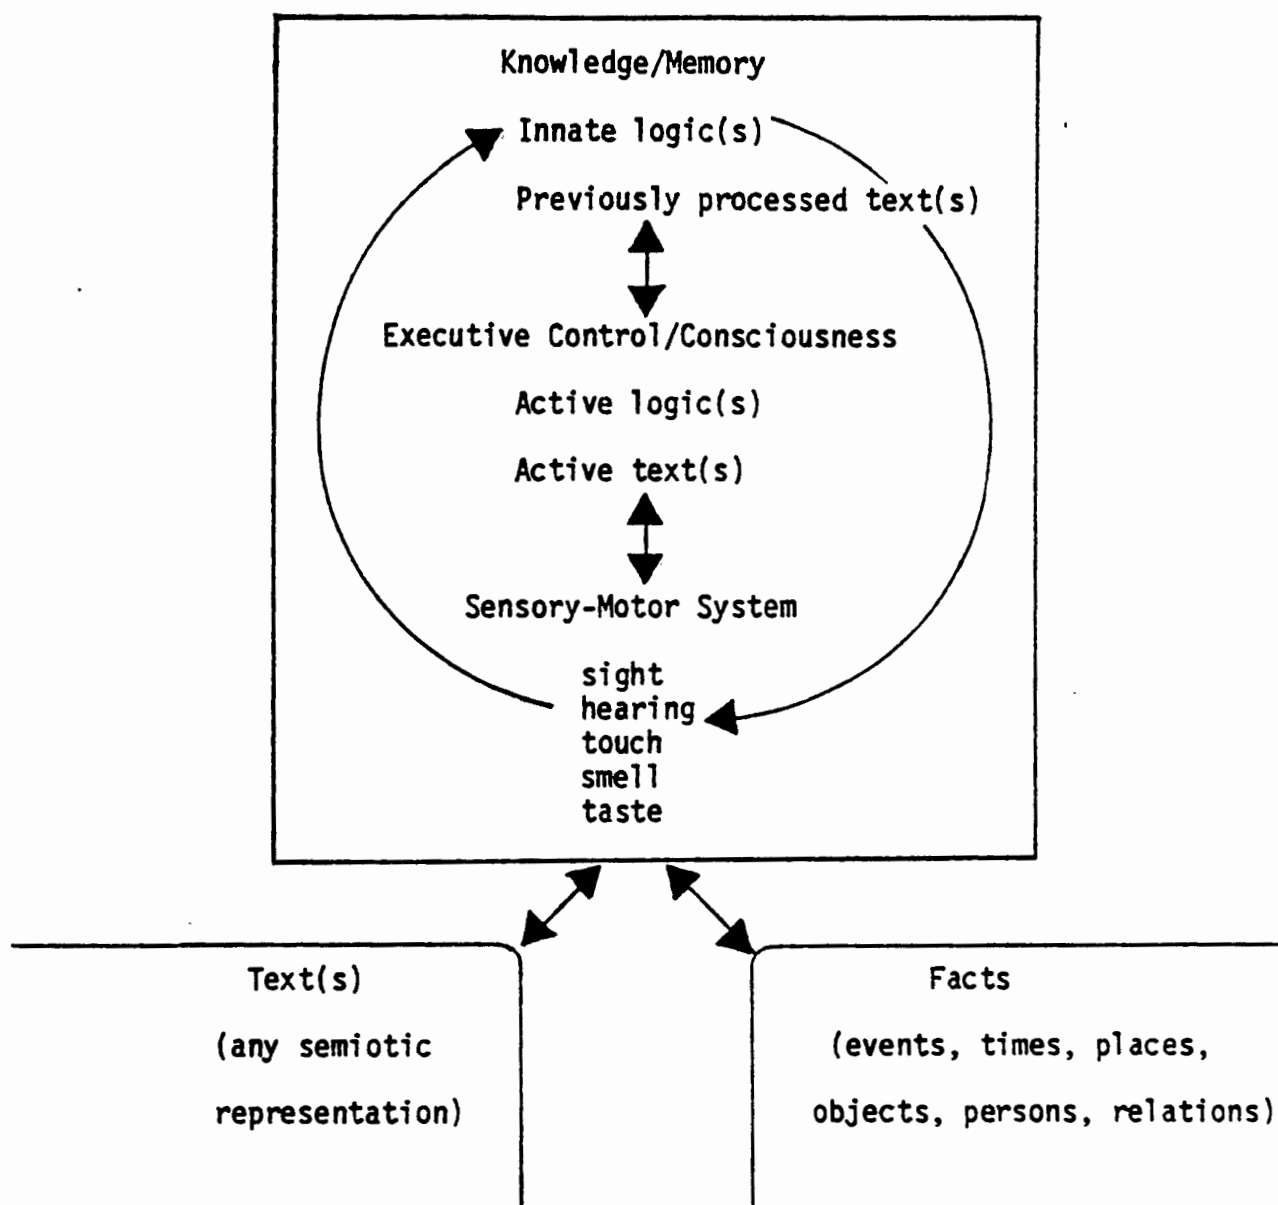 Knowledge/Memory
Innate logic(s)
Previously processed text(s)
Executive Control/Consciousness
Active logic(s)
Active text(s)
Sensory-Motor System
sight
hearing
touch
smell
taste
Text(s)
(any semiotic
representation)
Facts
(events, times, places,
objects, persons, relations)